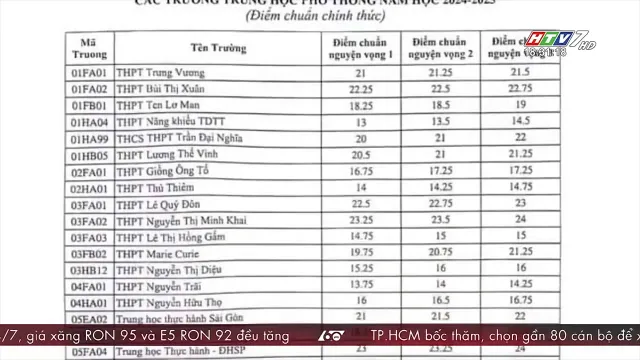 CÁC TRƯỜNG TRUNG HỌC PHỔ THÔNG NĂM HỌC 2024-2025
(Điểm chuẩn chính thức)
HTV7 HD
Mã Truong Tên Trường Điểm chuẩn nguyện vọng 1 Điểm chuẩn nguyện vọng 2 nguyện vọng
01FA01 THPT Trưng Vương 21 21.25 21.5
01FA02 THPT Bùi Thị Xuân 22.25 22.5 22.75
01FB01 THPT Ten Lơ Man 18.25 18.5 19
01HA04 THPT Năng khiếu TDTT 13 13.5 14.5
01HA99 THCS THPT Trần Đại Nghĩa 20 21 22
01HB05 THPT Lương Thế Vinh 20.5 21 21.25
02FA01 THPT Giồng Ông Tố 16.75 17.25 17.25
02HA01 THPT Thủ Thiêm 14 14.25 14.75
03FA01 THPT Lê Quý Đôn 22.5 22.75 23
03FA02 THPT Nguyễn Thị Minh Khai 23.25 23.5 24
03FA03 THPT Lê Thị Hồng Gấm 14.75 15 15
03FB02 THPT Marie Curie 19.75 20.75 21.25
03HB12 THPT Nguyễn Thị Diệu 15.25 16 16
04FA01 THPT Nguyễn Trãi 13.75 14 14.25
04HA01 THPT Nguyễn Hữu Thọ 16 16.5 16.75
05EA02 Trung học thực hành Sài Gòn 21 22
/7, giá xăng RON 95 và E5 RON 92 đều tăng TP.HCM bốc thăm, chọn gần 80 cán bộ để x
05FA04 Trung học Thực hành - ĐHSP 23 23.25 24